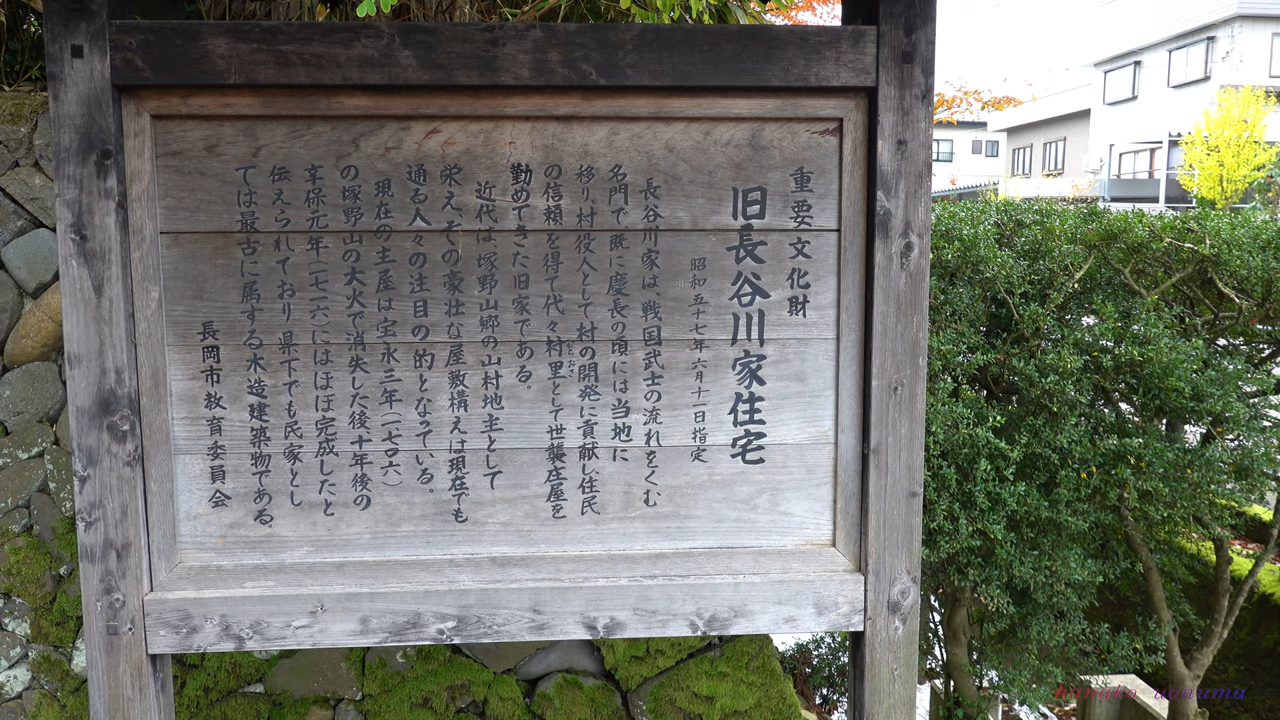 重要文化財
旧長谷川家住宅
昭和五十七年六月十一日指定
長谷川家は戦国武士の流れをくむ
名門で既に慶長の頃には当地に
移り、村役人として村の開発に貢献し住民
の信頼を得て代々村里として世襲庄屋を
勤めてきた旧家である。
近代は塚野山郷の山村地主として
栄え、その豪壮な屋敷構えは現在でも
通る人々の注目の的となっている。
現在の主屋は宝永三年(一七〇六)
の塚野山の大火で消失した後十年後の
享保元年(一七一六)にはほぼ完成したと
伝えられており県下でも民家とし
ては最古に属する木造建築物である。
長岡市教育委員会
hanako uonuma